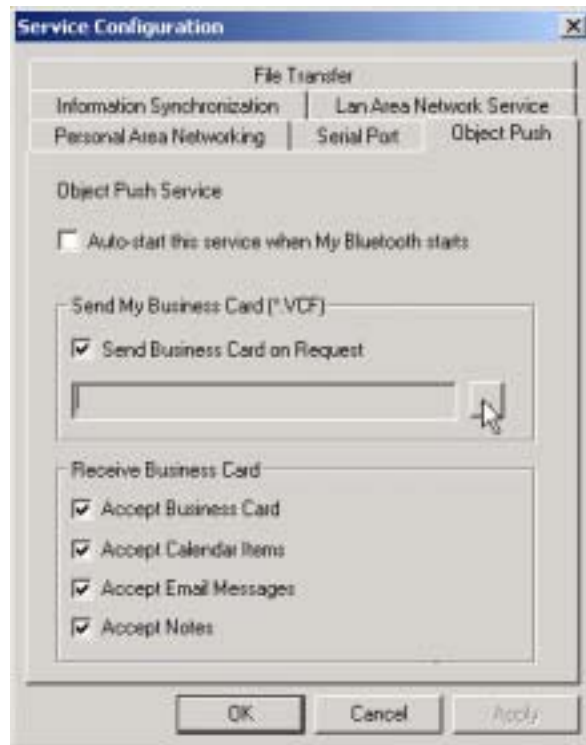 Service Configuration
File Transfer
Information Synchronization
Lan Area Network Service
Personal Area Networking
Serial Port
Object Push
Object Push Service
Auto-start this service when My Bluetooth starts
Send My Business Card (*.VCF)
Send Business Card on Request
Receive Business Card
Accept Business Card
Accept Calendar Items
Accept Email Messages
Accept Notes
OK
Cancel
Apply